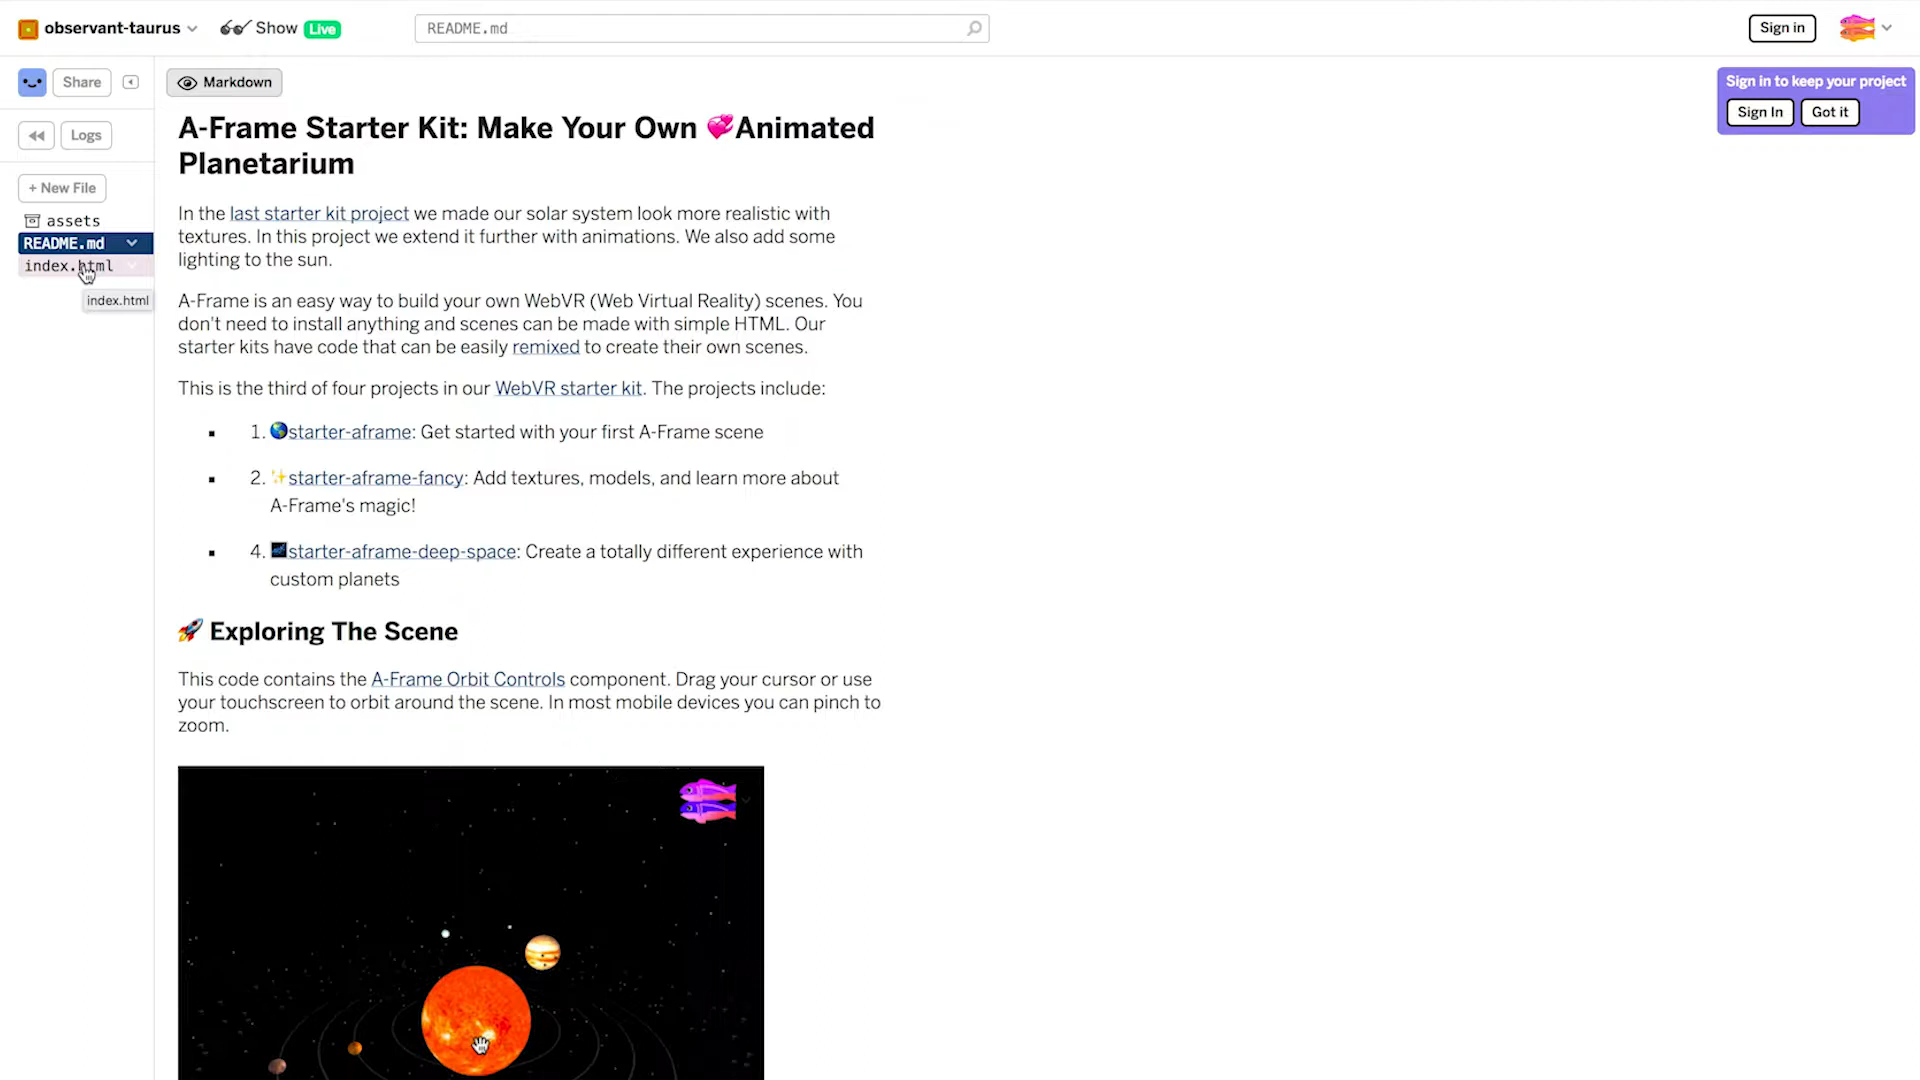 observant-taurus
Show Live
README.md
Sign in
Share
Markdown
Sign in to keep your project
Sign In
Got it
Logs
+ New File
assets
README.md
index.html
index.html
A-Frame Starter Kit: Make Your Own 💞Animated
Planetarium
In the last starter kit project we made our solar system look more realistic with
textures. In this project we extend it further with animations. We also add some
lighting to the sun.
A-Frame is an easy way to build your own WebVR (Web Virtual Reality) scenes. You
don't need to install anything and scenes can be made with simple HTML. Our
starter kits have code that can be easily remixed to create their own scenes.
This is the third of four projects in our WebVR starter kit. The projects include:
1. 🌎starter-aframe: Get started with your first A-Frame scene
2. ✨starter-aframe-fancy: Add textures, models, and learn more about
A-Frame's magic!
4. 🌌starter-aframe-deep-space: Create a totally different experience with
custom planets
🚀 Exploring The Scene
This code contains the A-Frame Orbit Controls component. Drag your cursor or use
your touchscreen to orbit around the scene. In most mobile devices you can pinch to
zoom.